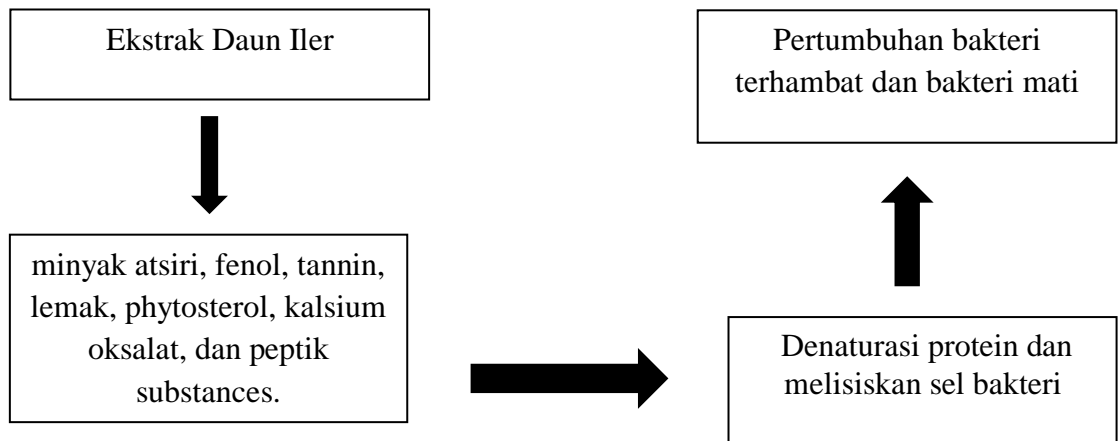 Ekstrak Daun Iler
minyak atsiri, fenol, tannin,
lemak, phytosterol, kalsium
oksalat, dan peptik
substances.
Denaturasi protein dan
melisiskan sel bakteri
Pertumbuhan bakteri
terhambat dan bakteri mati